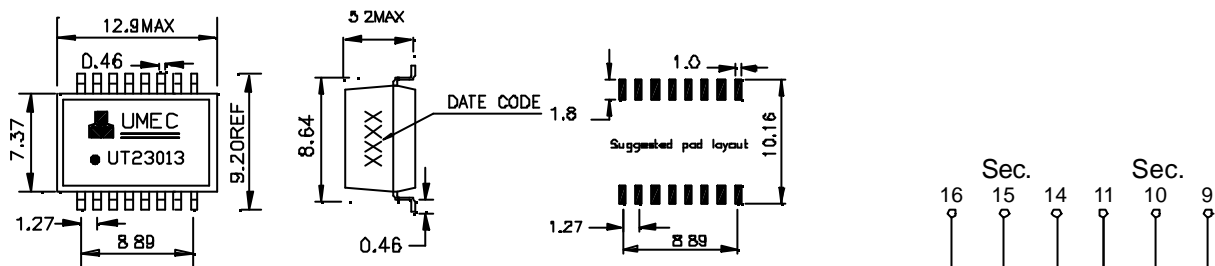 12.9MAX
0.46
7.37
UMEC
UT23013
9.20REF
1.27
8 89
5 2MAX
8.64
XXXX
DATE CODE
0.46
1.0
1.8
Suggested pad layout
10.16
1.27
8 89
Sec. Sec.
16 15 14 11 10 9